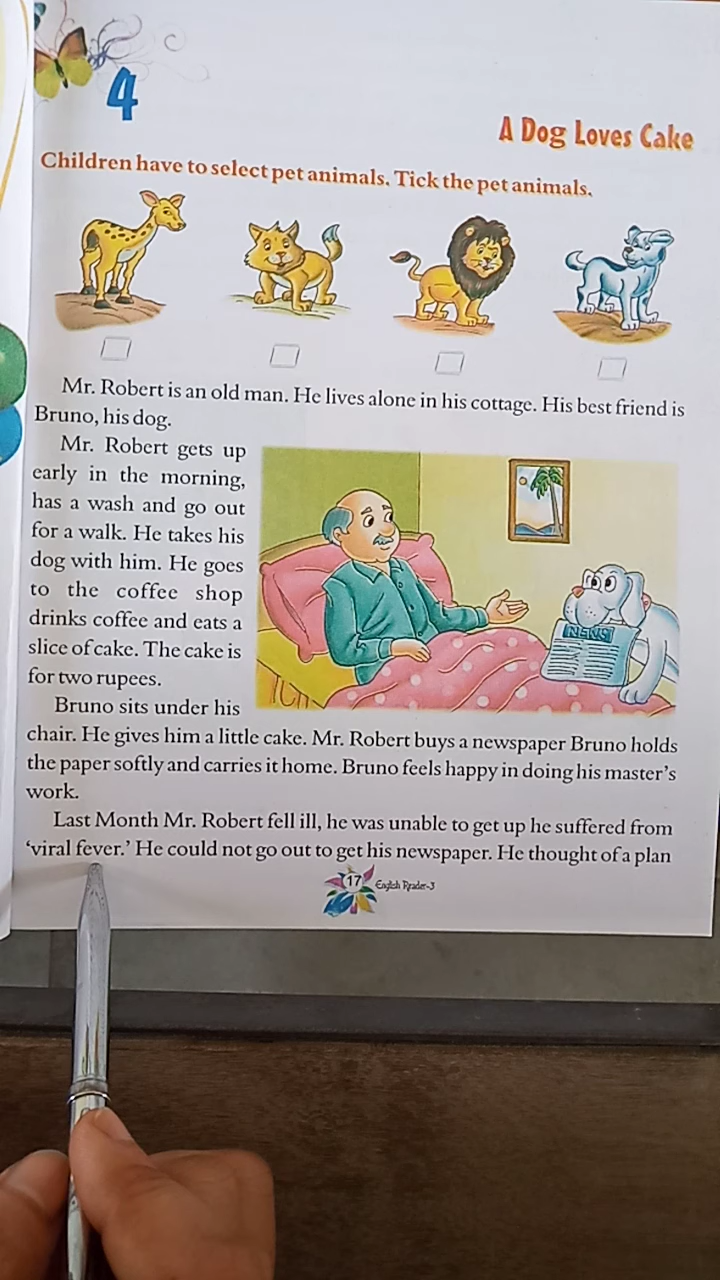 4
A Dog Loves Cake
Children have to select pet animals. Tick the pet animals.
Mr. Robert is an old man. He lives alone in his cottage. His best friend is
Bruno, his dog.
Mr. Robert gets up
early in the morning,
has a wash and go out
for a walk. He takes his
dog with him. He goes
to the coffee shop
drinks coffee and eats a
slice of cake. The cake is
for two rupees.
NEWS
Bruno sits under his
chair. He gives him a little cake. Mr. Robert buys a newspaper Bruno holds
the paper softly and carries it home. Bruno feels happy in doing his master's
work.
Last Month Mr. Robert fell ill, he was unable to get up he suffered from
'viral fever.' He could not go out to get his newspaper. He thought of a plan
17 English Reader-3